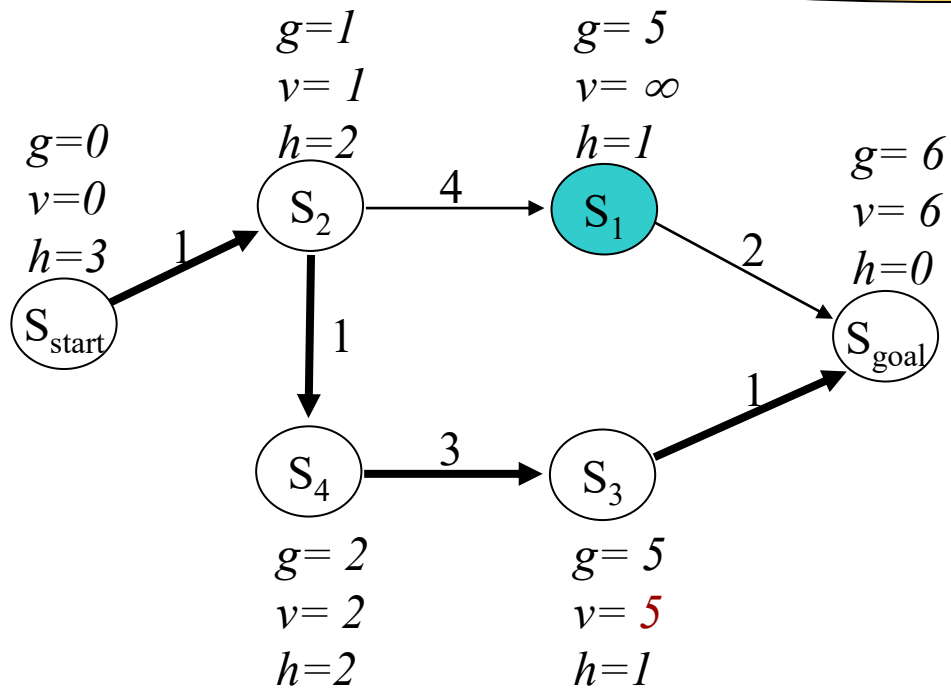 g=1
v= 1
h=2
g= 5
v= ∞
h=1
g=0
v=0
h=3
g= 6
v= 6
h=0
S2
4
S1
1
2
Sstart
Sgoal
1
1
S4
3
S3
g= 2
v= 2
h=2
g= 5
v= 5
h=1